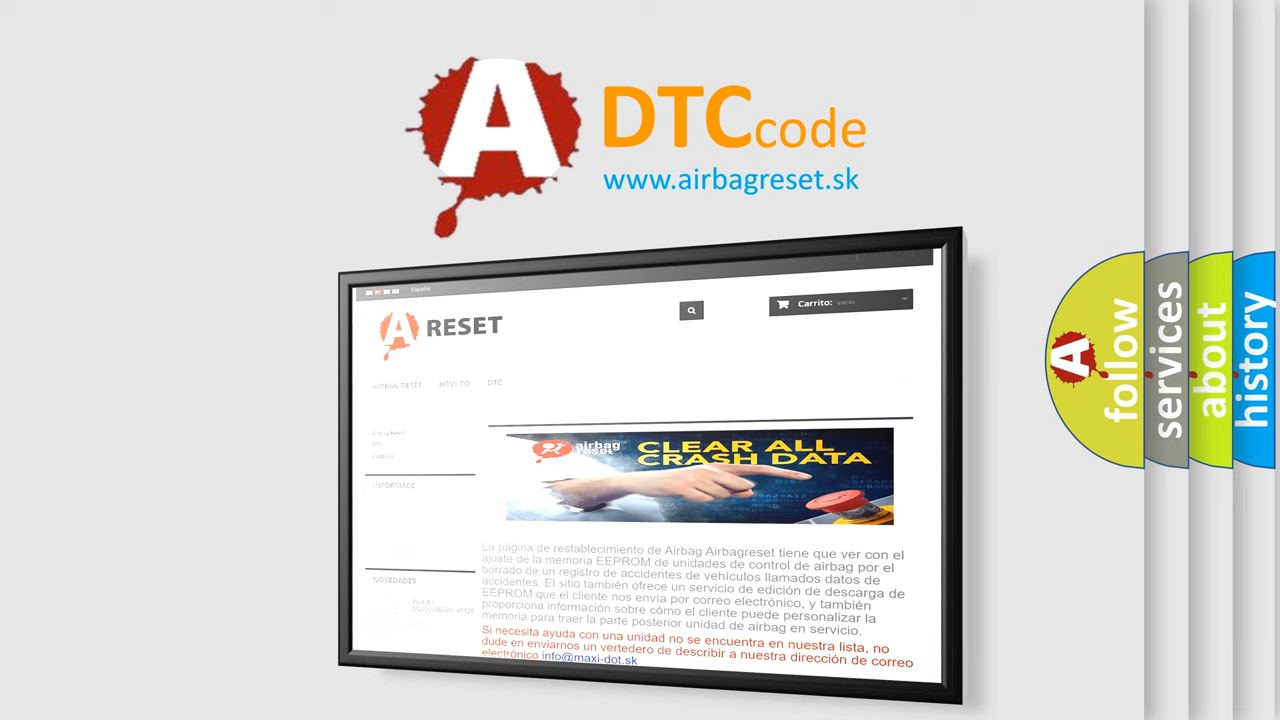 A
DTCcode
www.airbagreset.sk
Español
A RESET
Carrito: vacío
AIRBAG RESET HOW TO DTC
INFORMACE
NOVEDADES
airbag
reset
CLEAR ALL
CRASH DATA
La página de restablecimiento de Airbag Airbagreset tiene que ver con el
ajuste de la memoria EEPROM de unidades de control de airbag por el
borrado de un registro de accidentes de vehículos llamados datos de
accidentes. El sitio también ofrece un servicio de edición de descarga de
EEPROM que el cliente nos envía por correo electrónico, y también
proporciona información sobre cómo el cliente puede personalizar la
memoria para traer la parte posterior unidad de airbag en servicio.
Si necesita ayuda con una unidad no se encuentra en nuestra lista, no
dude en enviarnos un vertedero de describir a nuestra dirección de correo
electrónico info@maxi-dot.sk
A
follow
services
about
history